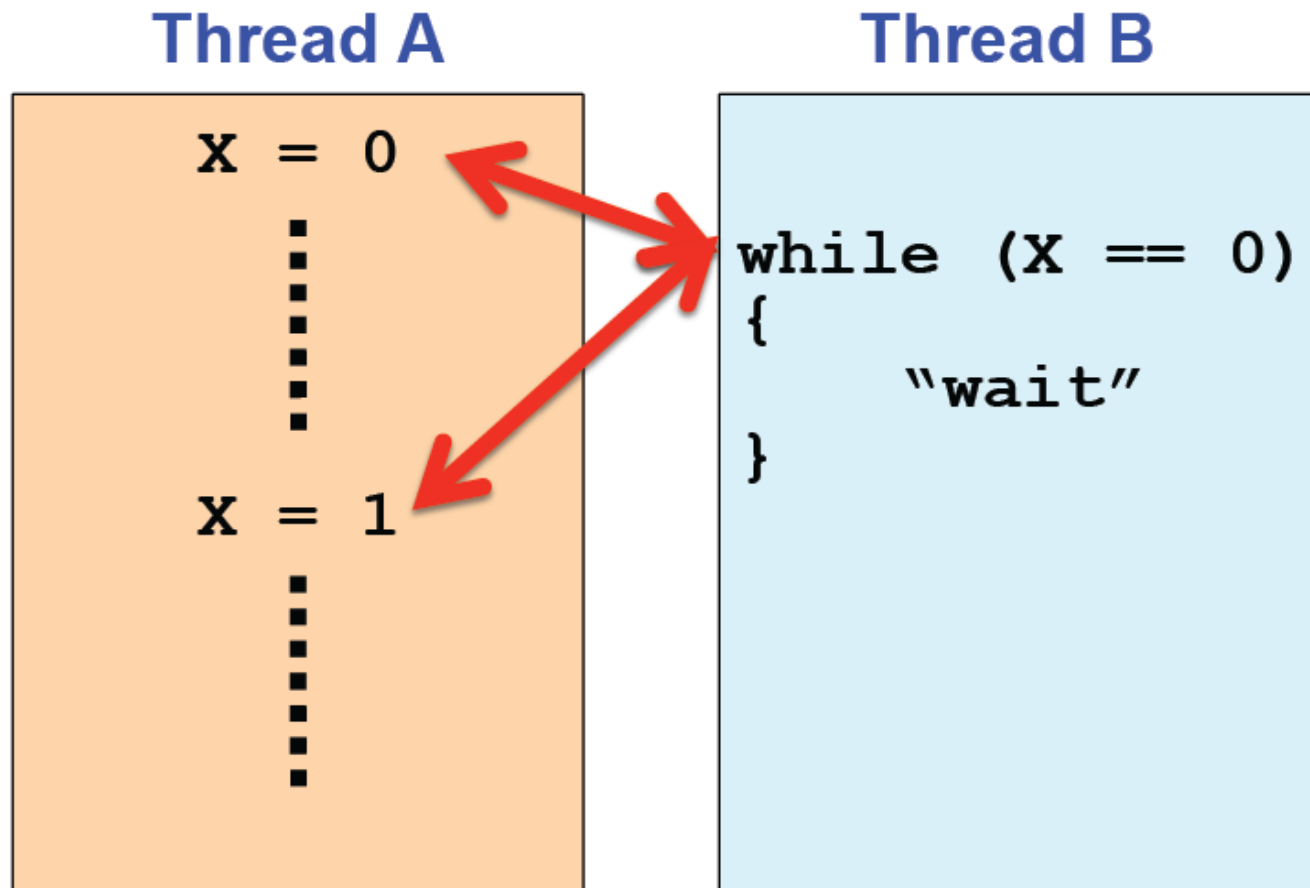 Thread A
X = 0
X = 1
Thread B
while (X == 0)
{
“wait”
}